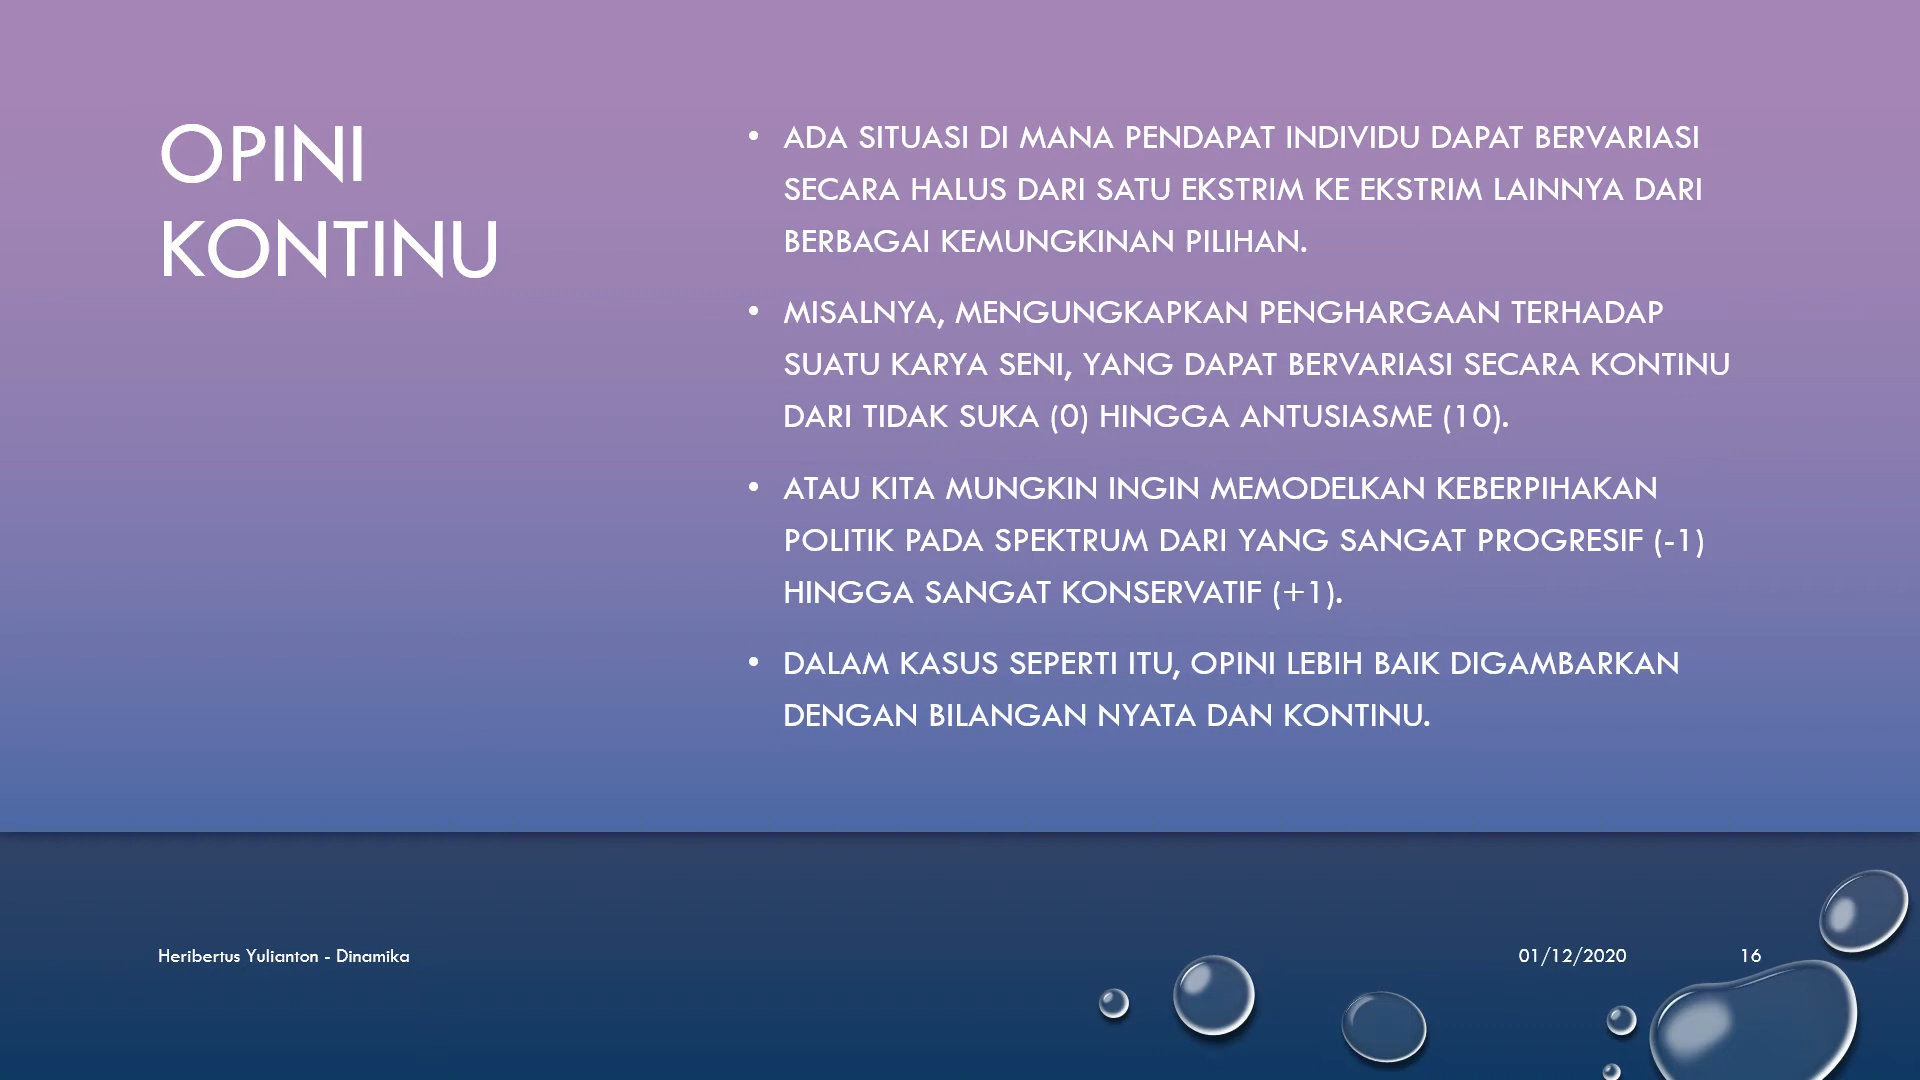 OPINI
KONTINU
• ADA SITUASI DI MANA PENDAPAT INDIVIDU DAPAT BERVARIASI
SECARA HALUS DARI SATU EKSTRIM KE EKSTRIM LAINNYA DARI
BERBAGAI KEMUNGKINAN PILIHAN.
• MISALNYA, MENGUNGKAPKAN PENGHARGAAN TERHADAP
SUATU KARYA SENI, YANG DAPAT BERVARIASI SECARA KONTINU
DARI TIDAK SUKA (0) HINGGA ANTUSIASME (10).
• ATAU KITA MUNGKIN INGIN MEMODELKAN KEBERPIHAKAN
POLITIK PADA SPEKTRUM DARI YANG SANGAT PROGRESIF (-1)
HINGGA SANGAT KONSERVATIF (+1).
• DALAM KASUS SEPERTI ITU, OPINI LEBIH BAIK DIGAMBARKAN
DENGAN BILANGAN NYATA DAN KONTINU.
Heribertus Yulianton - Dinamika
01/12/2020
16